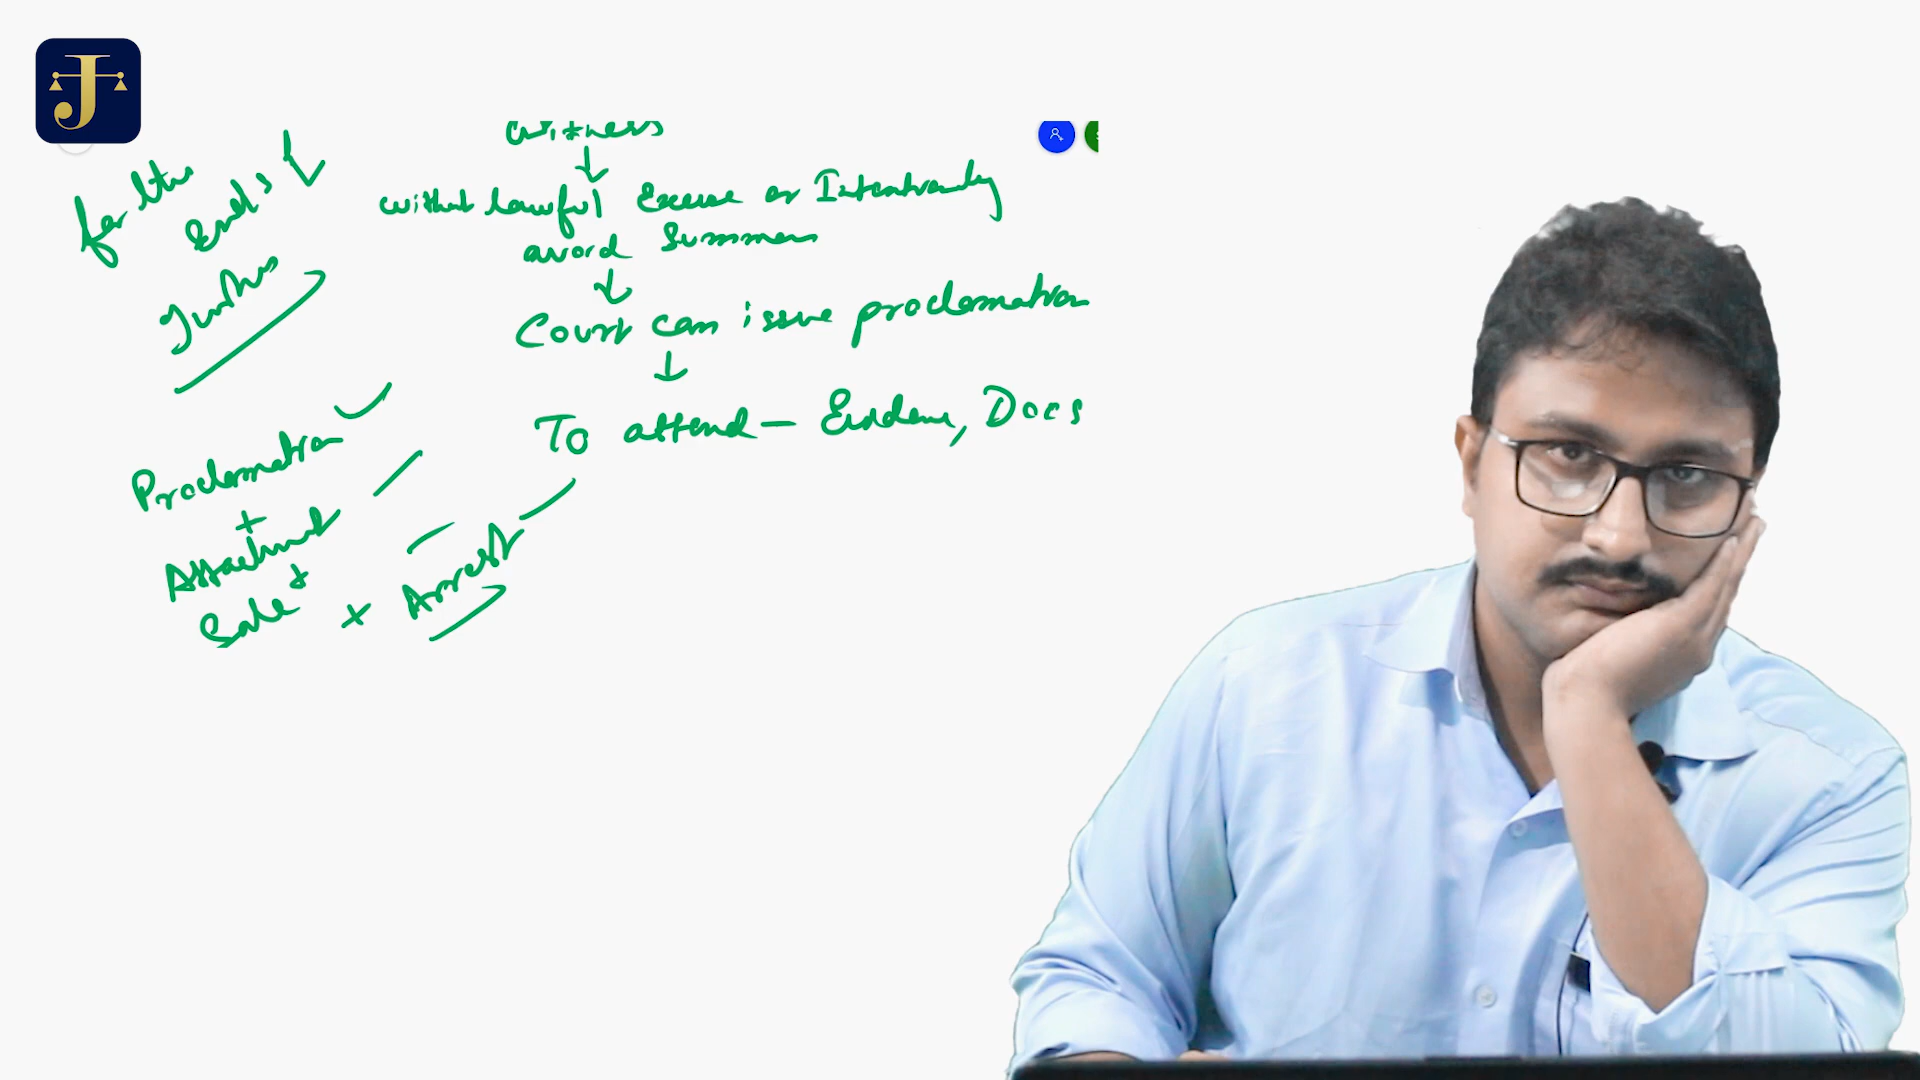 for the
Ends of
Justice
witness
without lawful Excuse or Intentionally
avoid Summons
Court can issue proclamation
To attend - Evidence, Docs
Proclamation
+
Attachment
+
Sale + Arrest
J